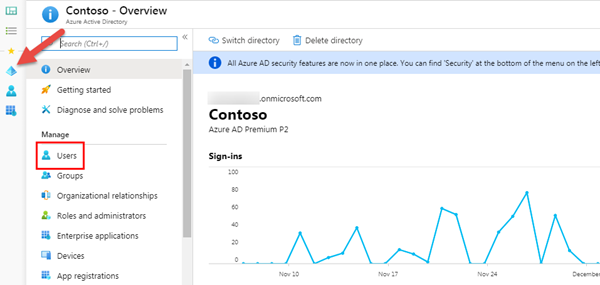 Contoso - Overview
Azure Active Directory
Search (Ctrl+/)
«
Overview
Getting started
Diagnose and solve problems
Manage
Users
Groups
Organizational relationships
Roles and administrators
Enterprise applications
Devices
App registrations
Switch directory
Delete directory
All Azure AD security features are now in one place. You can find 'Security' at the bottom of the menu on the left
.onmicrosoft.com
Contoso
Azure AD Premium P2
Sign-ins
100
80
60
40
20
0
Nov 10
Nov 17
Nov 24
December